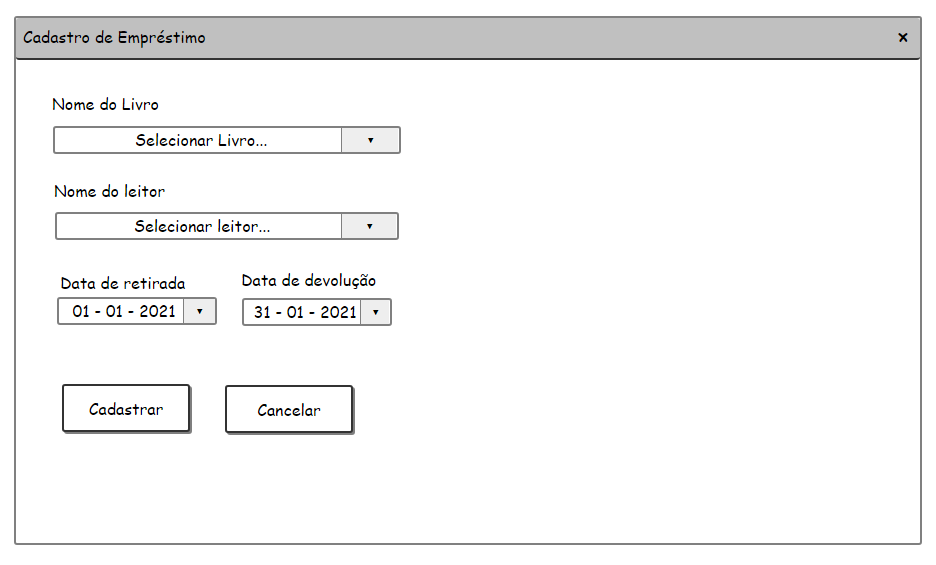 Cadastro de Empréstimo
Nome do Livro
Selecionar Livro...
Nome do leitor
Selecionar leitor...
Data de retirada
Data de devolução
01 - 01 - 2021
31 - 01 - 2021
Cadastrar
Cancelar